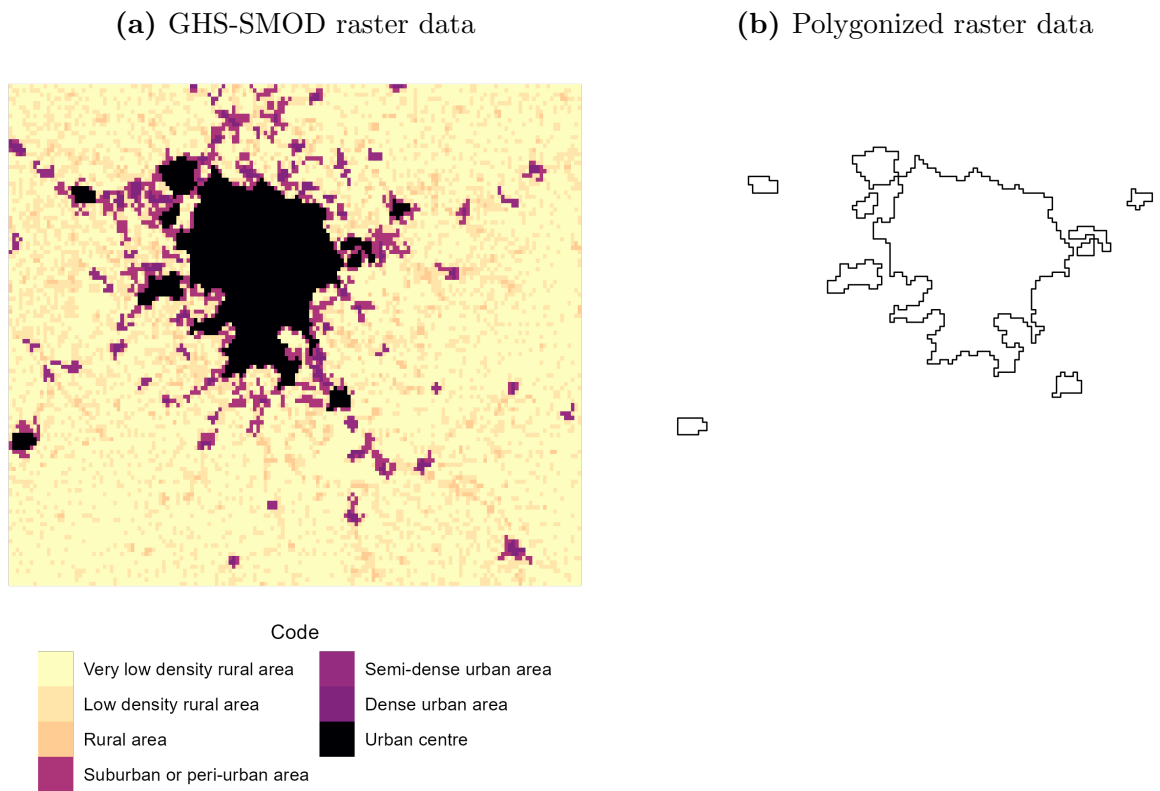 (a) GHS-SMOD raster data
(b) Polygonized raster data
Code
Very low density rural area
Low density rural area
Rural area
Suburban or peri-urban area
Semi-dense urban area
Dense urban area
Urban centre